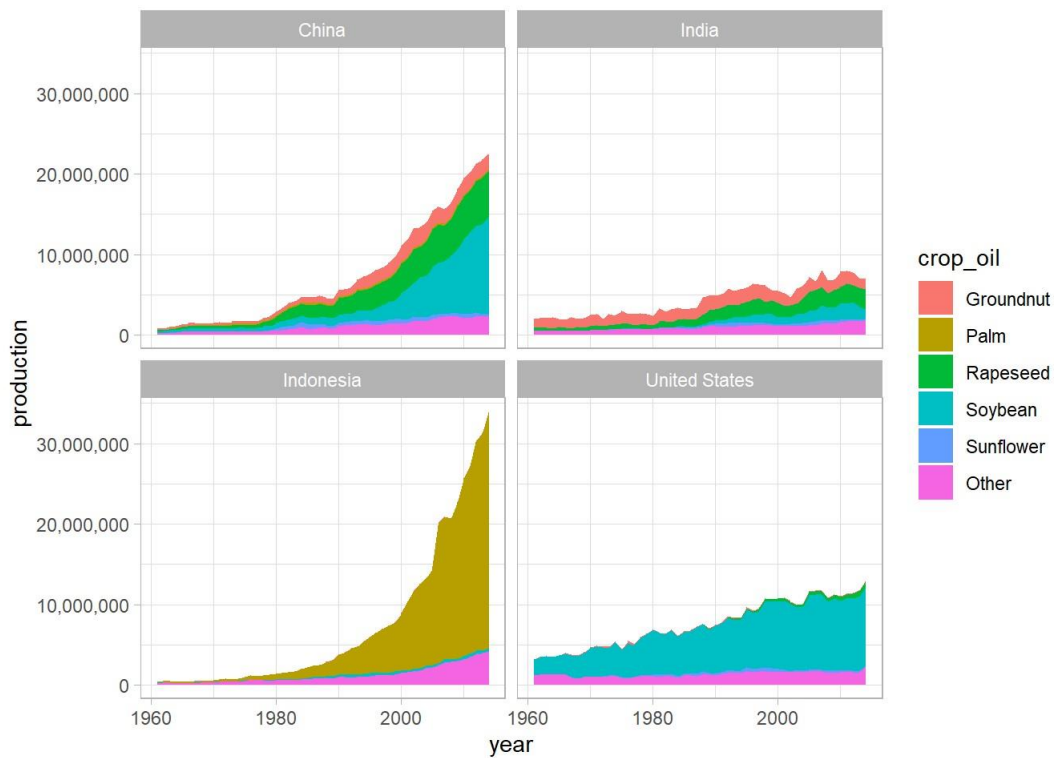 China
India
30,000,000
20,000,000
10,000,000
0
Indonesia
United States
30,000,000
20,000,000
10,000,000
0
1960
1980
2000
1960
1980
2000
production
year
crop_oil
Groundnut
Palm
Rapeseed
Soybean
Sunflower
Other